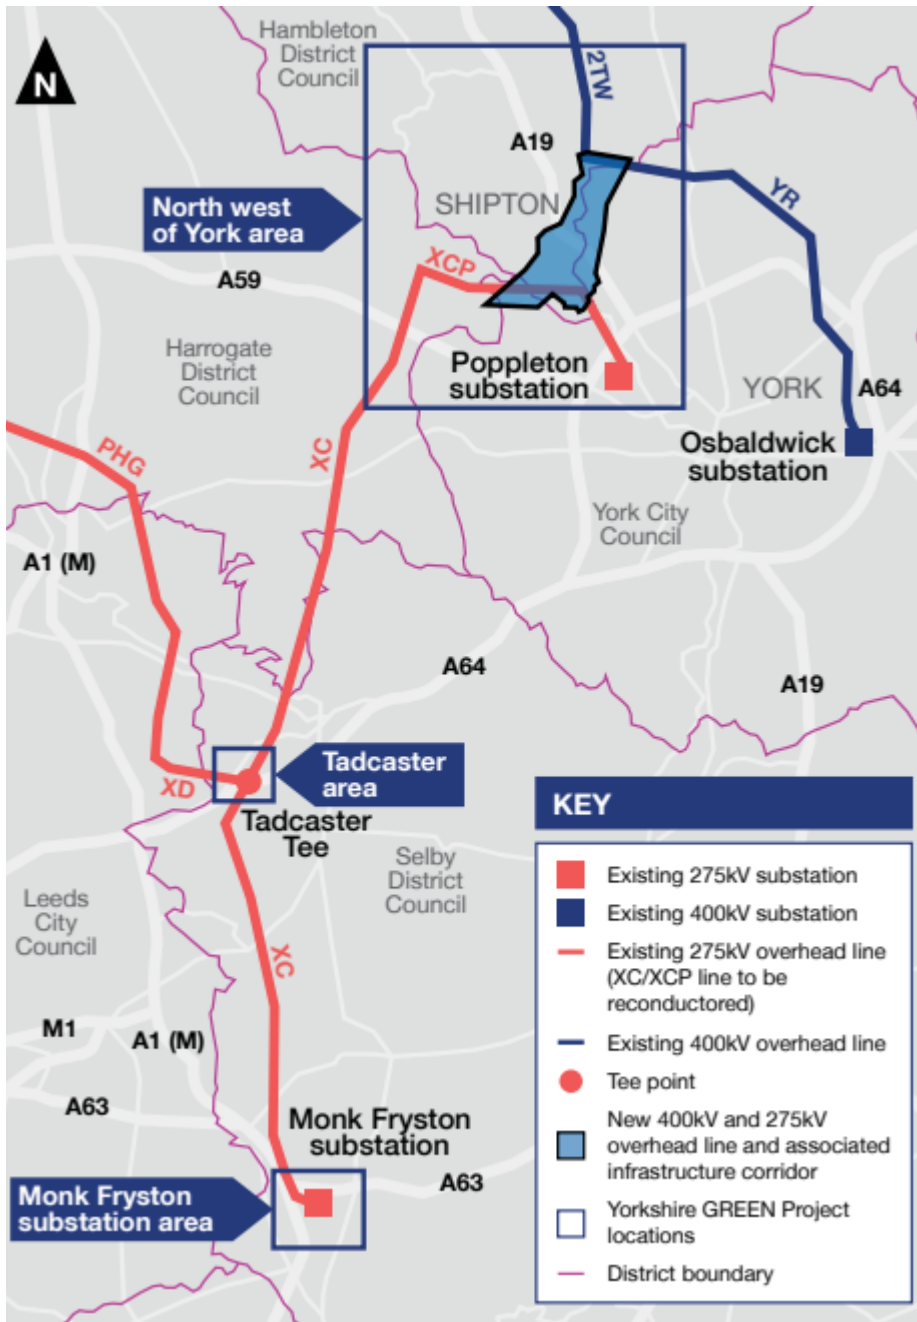 Hambleton
District
Council
N
2TW
A19
North west
of York area
SHIPTON
YR
XCP
A59
Harrogate
District
Council
Poppleton
substation
YORK
A64
XC
Osbaldwick
substation
PHG
York City
Council
A1 (M)
A64
A19
Tadcaster
area
XD
Tadcaster
Tee
Selby
District
Council
Leeds
City
Council
XC
M1
A1 (M)
A63
Monk Fryston
substation
A63
Monk Fryston
substation area
KEY
Existing 275kV substation
Existing 400kV substation
Existing 275kV overhead line
(XC/XCP line to be
reconductored)
Existing 400kV overhead line
Tee point
New 400kV and 275kV
overhead line and associated
infrastructure corridor
Yorkshire GREEN Project
locations
District boundary